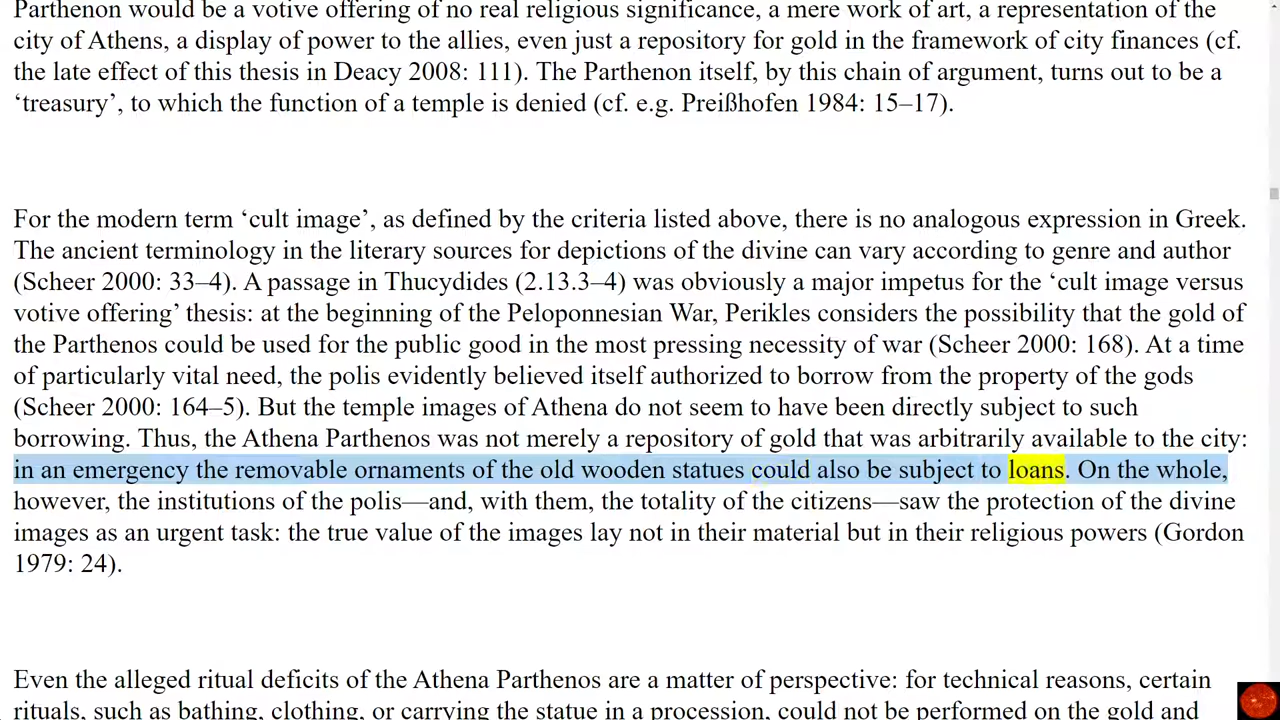 Parthenon would be a votive offering of no real religious significance, a mere work of art, a representation of the
city of Athens, a display of power to the allies, even just a repository for gold in the framework of city finances (cf.
the late effect of this thesis in Deacy 2008: 111). The Parthenon itself, by this chain of argument, turns out to be a
‘treasury’, to which the function of a temple is denied (cf. e.g. Preißhofen 1984: 15–17).
For the modern term ‘cult image’, as defined by the criteria listed above, there is no analogous expression in Greek.
The ancient terminology in the literary sources for depictions of the divine can vary according to genre and author
(Scheer 2000: 33–4). A passage in Thucydides (2.13.3–4) was obviously a major impetus for the ‘cult image versus
votive offering’ thesis: at the beginning of the Peloponnesian War, Perikles considers the possibility that the gold of
the Parthenos could be used for the public good in the most pressing necessity of war (Scheer 2000: 168). At a time
of particularly vital need, the polis evidently believed itself authorized to borrow from the property of the gods
(Scheer 2000: 164–5). But the temple images of Athena do not seem to have been directly subject to such
borrowing. Thus, the Athena Parthenos was not merely a repository of gold that was arbitrarily available to the city:
in an emergency the removable ornaments of the old wooden statues could also be subject to loans. On the whole,
however, the institutions of the polis—and, with them, the totality of the citizens—saw the protection of the divine
images as an urgent task: the true value of the images lay not in their material but in their religious powers (Gordon
1979: 24).
Even the alleged ritual deficits of the Athena Parthenos are a matter of perspective: for technical reasons, certain
rituals, such as bathing, clothing, or carrying the statue in a procession, could not be performed on the gold and